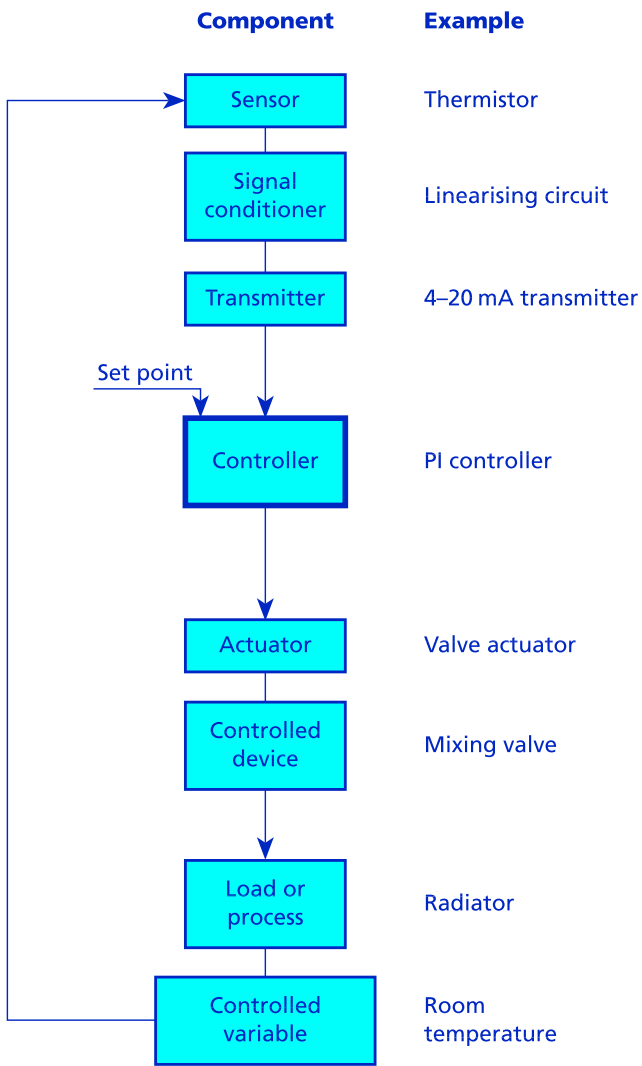 Component Example
Sensor Thermistor
Signal
conditioner
Linearising circuit
Transmitter 4–20 mA transmitter
Set point
Controller PI controller
Actuator Valve actuator
Controlled
device
Mixing valve
Load or
process
Radiator
Controlled
variable
Room
temperature